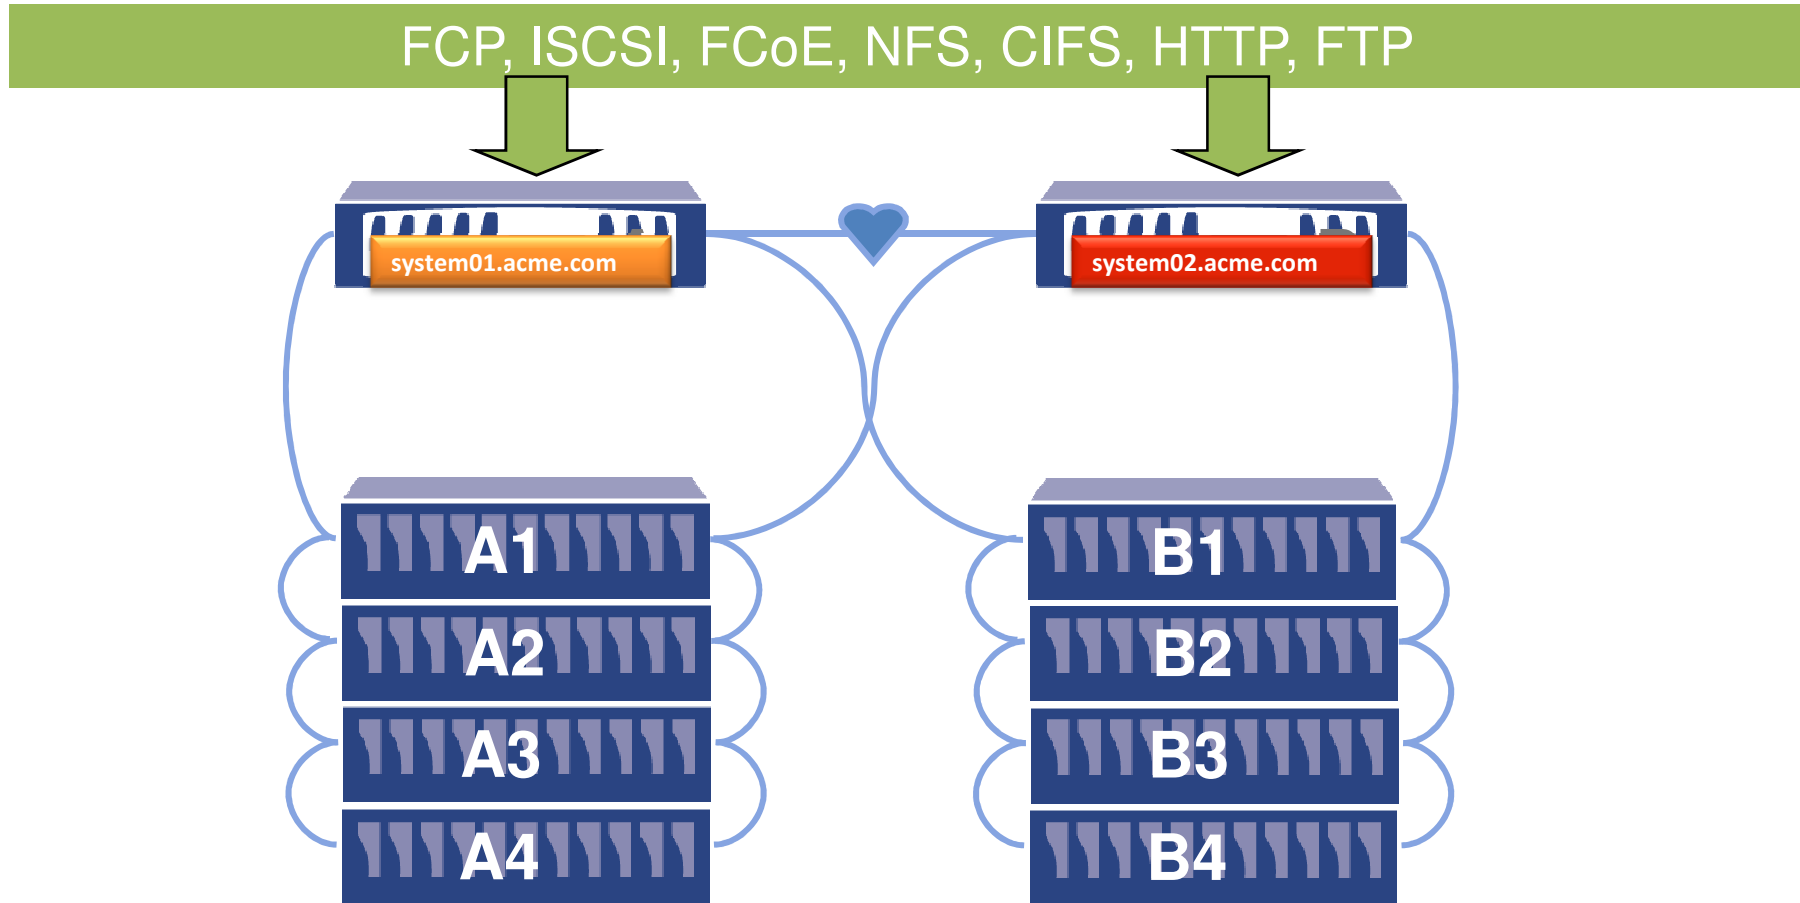 FCP, ISCSI, FCoE, NFS, CIFS, HTTP, FTP
system01.acme.com
system02.acme.com
A1
B1
A2
B2
A3
B3
A4
B4